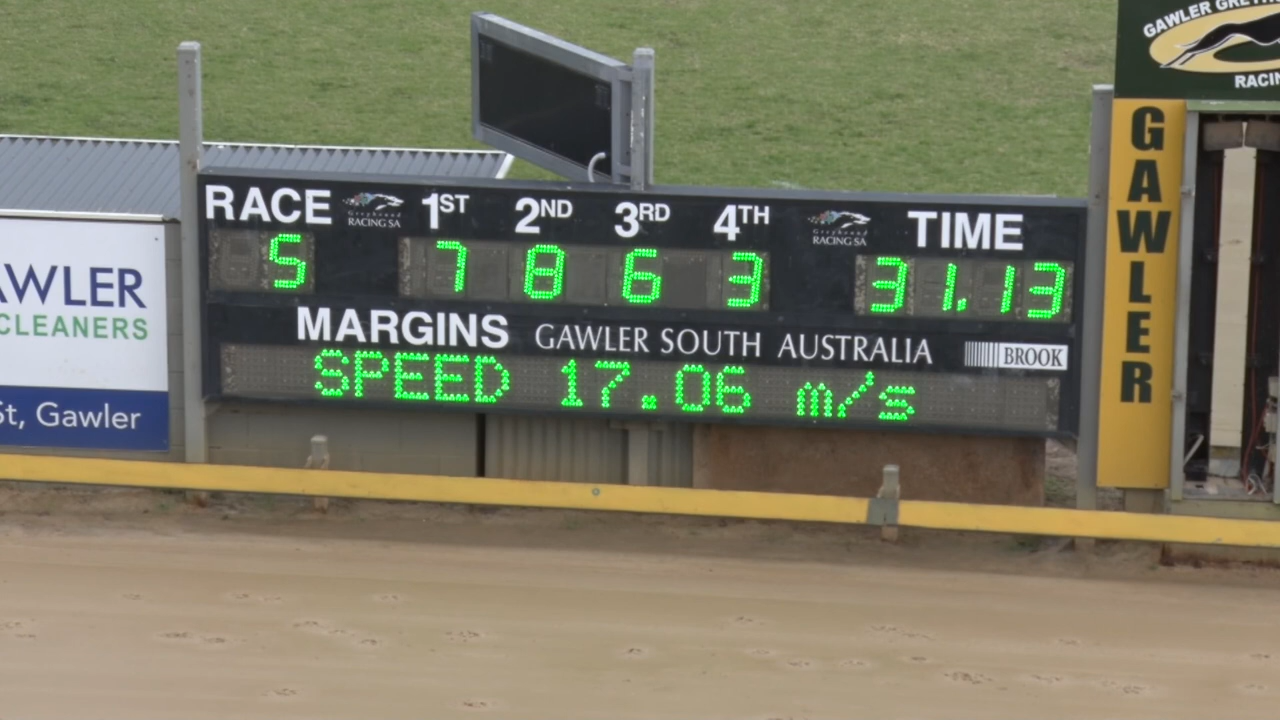 GAWLER GREYHO
RACIN
GAWLER
RACE 1ST 2ND 3RD 4TH TIME
Greyhound
RACING SA
Greyhound
RACING SA
5 7 8 6 3 31.13
MARGINS GAWLER SOUTH AUSTRALIA BROOK
SPEED 17.06 m/s
AWLER
CLEANERS
St, Gawler